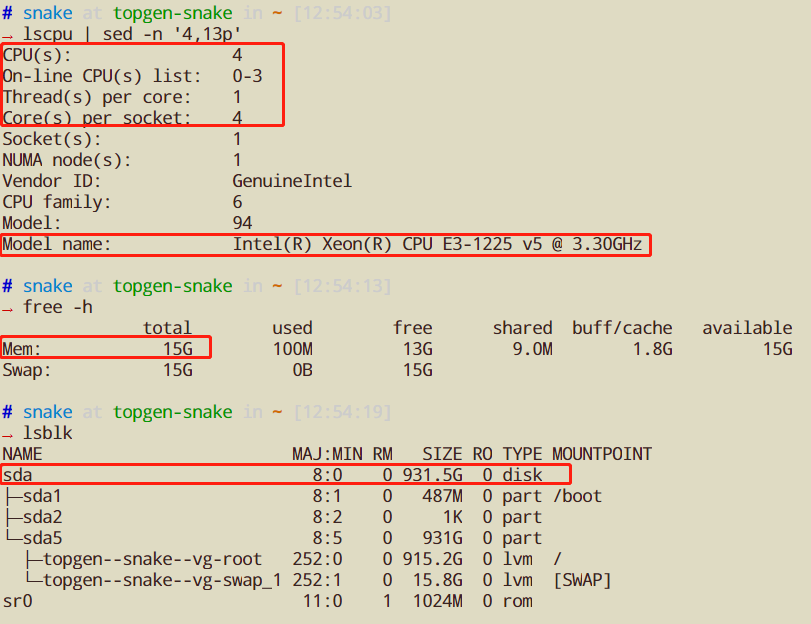 # snake at topgen-snake in ~ [12:54:03]
→ lscpu | sed -n '4,13p'
CPU(s):                4
On-line CPU(s) list:   0-3
Thread(s) per core:    1
Core(s) per socket:    4
Socket(s):             1
NUMA node(s):          1
Vendor ID:             GenuineIntel
CPU family:            6
Model:                 94
Model name:            Intel(R) Xeon(R) CPU E3-1225 v5 @ 3.30GHz
# snake at topgen-snake in ~ [12:54:13]
→ free -h
              total        used        free      shared  buff/cache   available
Mem:            15G        100M         13G        9.0M        1.8G         15G
Swap:           15G          0B         15G
# snake at topgen-snake in ~ [12:54:19]
→ lsblk
NAME                         MAJ:MIN RM   SIZE RO TYPE MOUNTPOINT
sda                            8:0    0 931.5G  0 disk
├─sda1                         8:1    0   487M  0 part /boot
├─sda2                         8:2    0     1K  0 part
└─sda5                         8:5    0   931G  0 part
  ├─topgen--snake--vg-root   252:0    0 915.2G  0 lvm  /
  └─topgen--snake--vg-swap_1 252:1    0  15.8G  0 lvm  [SWAP]
sr0                           11:0    1  1024M  0 rom